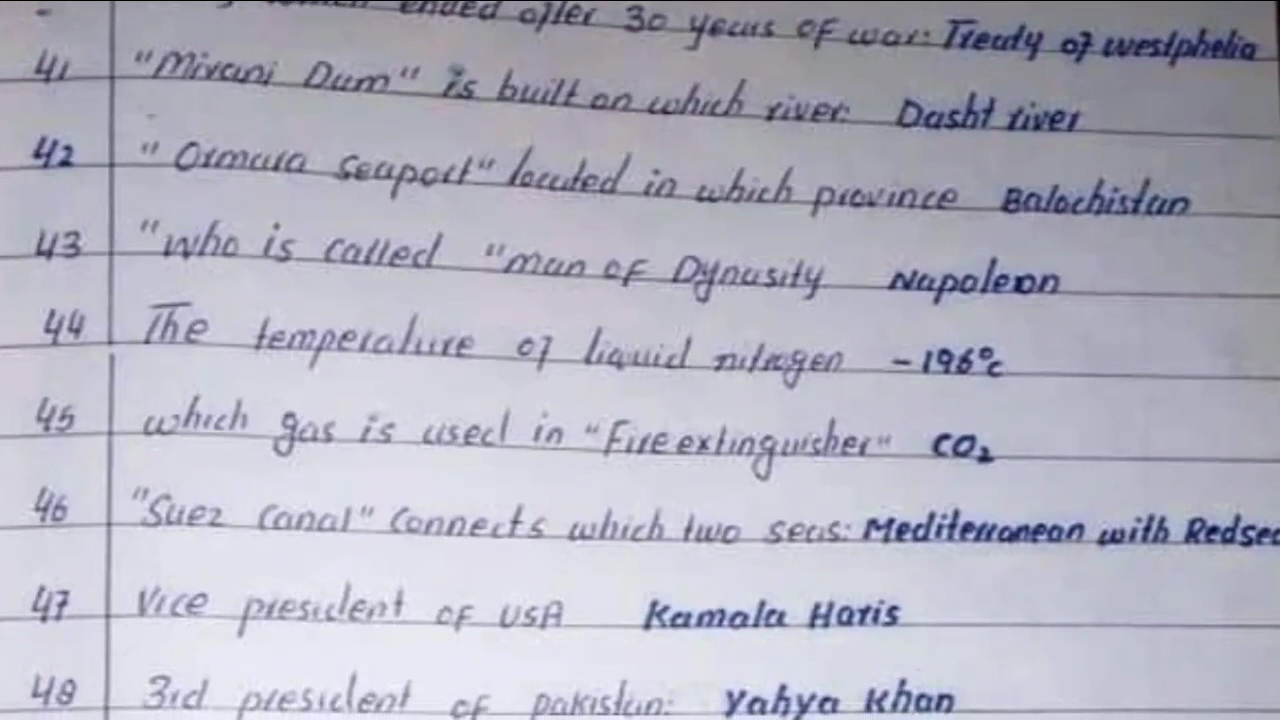 ended after 30 years of war: Treaty of westphelia
41 "Mirani Dam" is built on which river: Dasht river
42 "Ormara seaport" located in which province Balochistan
43 "Who is called "man of Dynasity Napoleon
44 The temperature of liquid nitrogen -196°c
45 which gas is used in "Fire extinguisher" CO₂
46 "Suez canal" connects which two seas: Mediterranean with Redsea
47 Vice president of USA Kamala Haris
48 3rd president of pakistan: Yahya Khan